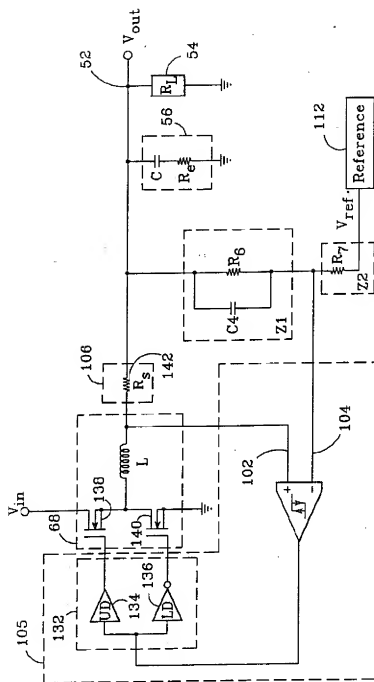 105
132
134
UD
136
LD
68
Vin
138
140
L
106
Rs
142
52
Vout
54
RL
56
C
Re
C4
R6
Z1
R7
Z2
Vref.
112
Reference
102
104
+
−